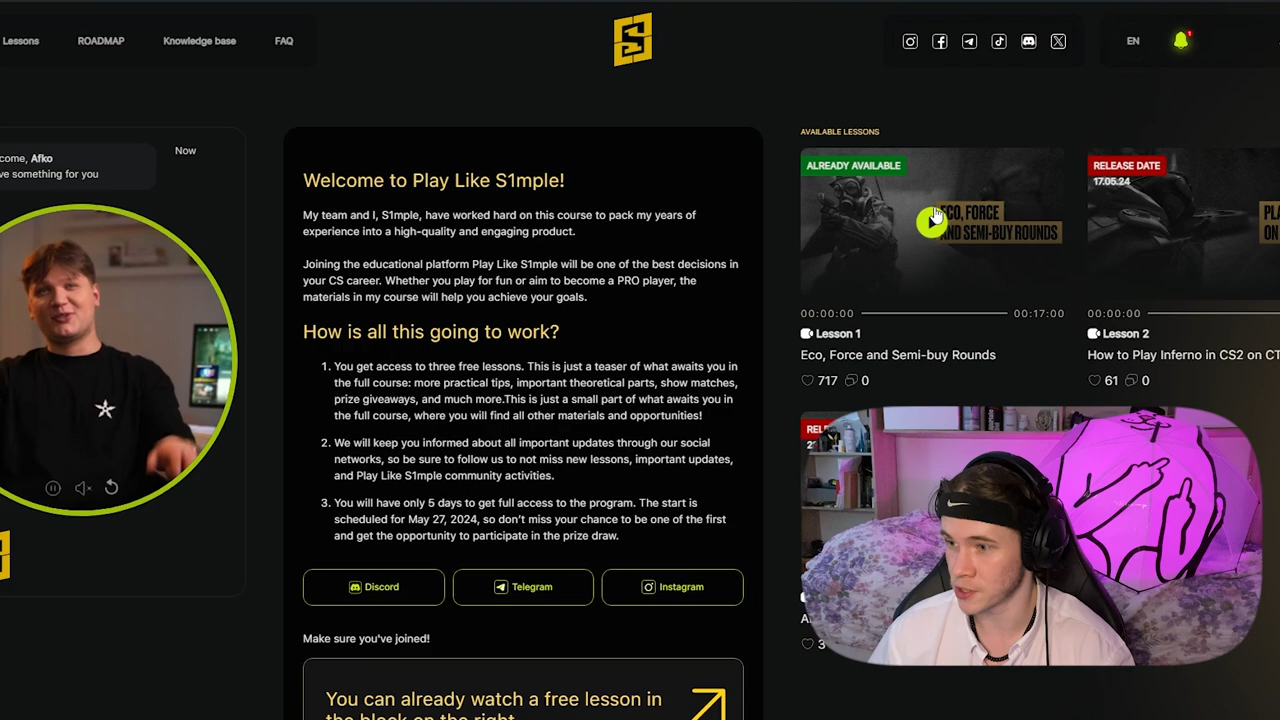 Lessons
ROADMAP
Knowledge base
FAQ
EN
1
come, Afko
ve something for you
Now
Welcome to Play Like S1mple!
My team and I, S1mple, have worked hard on this course to pack my years of
experience into a high-quality and engaging product.
Joining the educational platform Play Like S1mple will be one of the best decisions in
your CS career. Whether you play for fun or aim to become a PRO player, the
materials in my course will help you achieve your goals.
How is all this going to work?
1. You get access to three free lessons. This is just a teaser of what awaits you in
the full course: more practical tips, important theoretical parts, show matches,
prize giveaways, and much more.This is just a small part of what awaits you in
the full course, where you will find all other materials and opportunities!
2. We will keep you informed about all important updates through our social
networks, so be sure to follow us to not miss new lessons, important updates,
and Play Like S1mple community activities.
3. You will have only 5 days to get full access to the program. The start is
scheduled for May 27, 2024, so don't miss your chance to be one of the first
and get the opportunity to participate in the prize draw.
Discord
Telegram
Instagram
Make sure you've joined!
You can already watch a free lesson in
the block on the right
AVAILABLE LESSONS
ALREADY AVAILABLE
ECO, FORCE
AND SEMI-BUY ROUNDS
00:00:00
00:17:00
Lesson 1
Eco, Force and Semi-buy Rounds
717
0
RELEASE DATE
17.05.24
PL
ON
00:00:00
Lesson 2
How to Play Inferno in CS2 on CT
61
0
REL
2
A
3